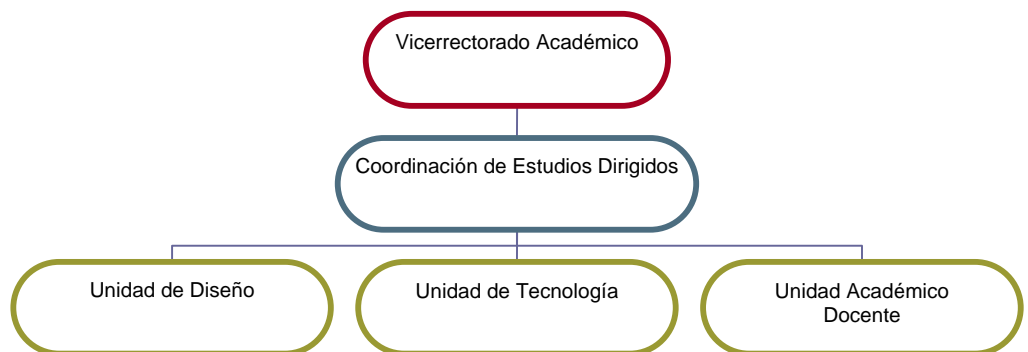 Vicerrectorado Académico
Coordinación de Estudios Dirigidos
Unidad de Diseño
Unidad de Tecnología
Unidad Académico
Docente